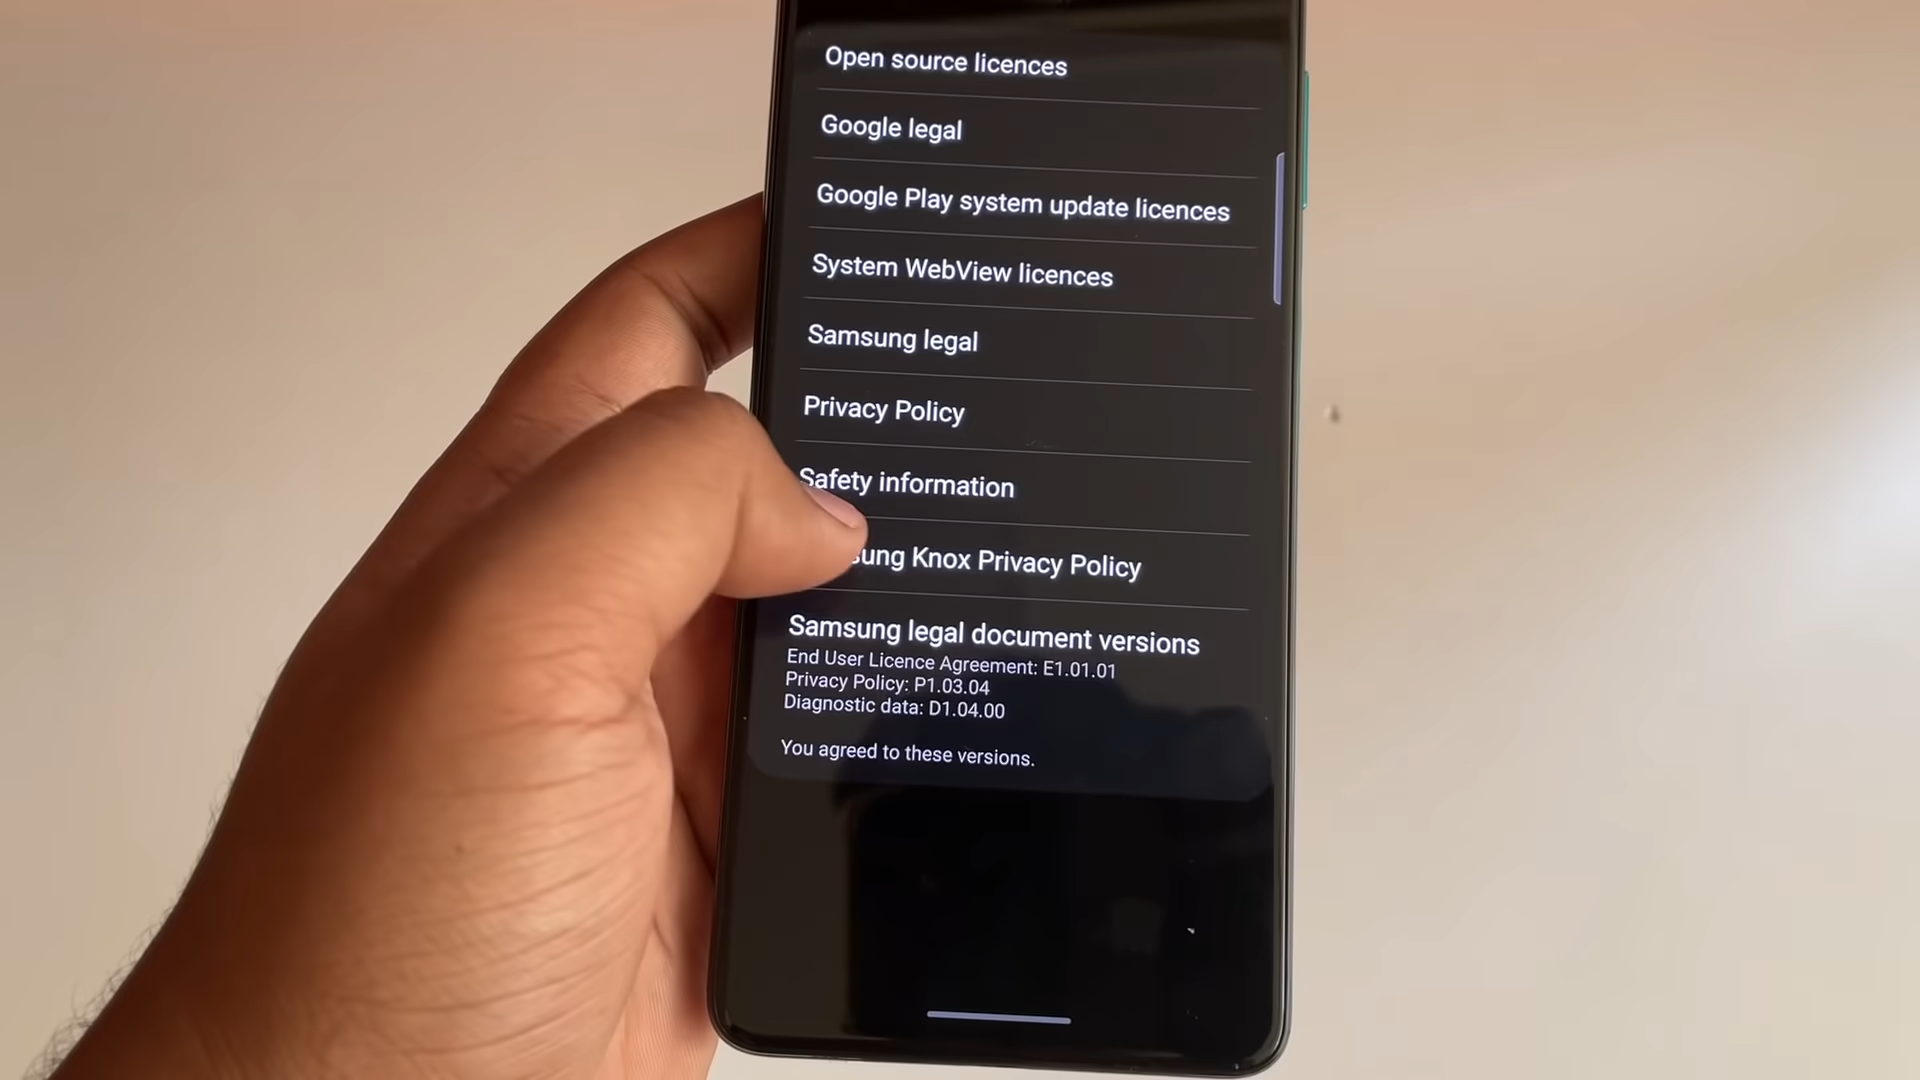 Open source licences
Google legal
Google Play system update licences
System WebView licences
Samsung legal
Privacy Policy
Safety information
Knox Privacy Policy
Samsung legal document versions
End User Licence Agreement: E1.01.01
Privacy Policy: P1.03.04
Diagnostic data: D1.04.00
You agreed to these versions.